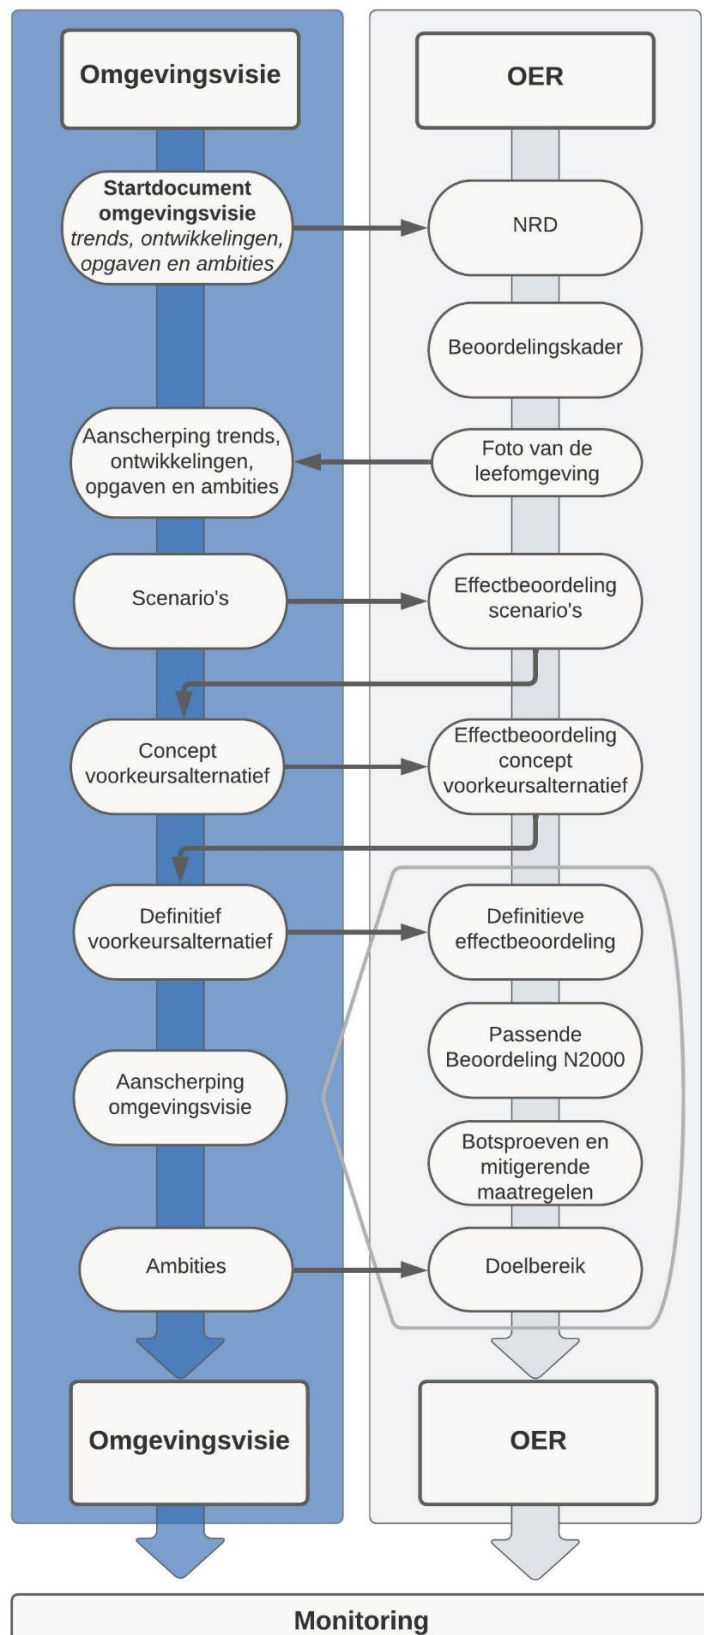 Omgevingsvisie
OER
Startdocument
omgevingsvisie
trends, ontwikkelingen,
opgaven en ambities
NRD
Beoordelingskader
Aanscherping trends,
ontwikkelingen,
opgaven en ambities
Foto van de
leefomgeving
Scenario's
Effectbeoordeling
scenario's
Concept
voorkeursalternatief
Effectbeoordeling
concept
voorkeursalternatief
Definitief
voorkeursalternatief
Definitieve
effectbeoordeling
Passende
Beoordeling N2000
Aanscherping
omgevingsvisie
Botsproeven en
mitigerende
maatregelen
Ambities
Doelbereik
Omgevingsvisie
OER
Monitoring